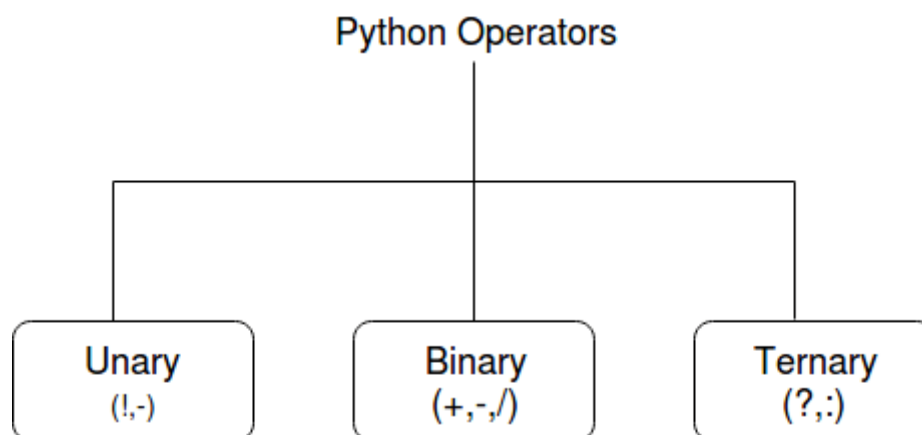 Python Operators
Unary
(!,-)
Binary
(+,-,/)
Ternary
(?,:)